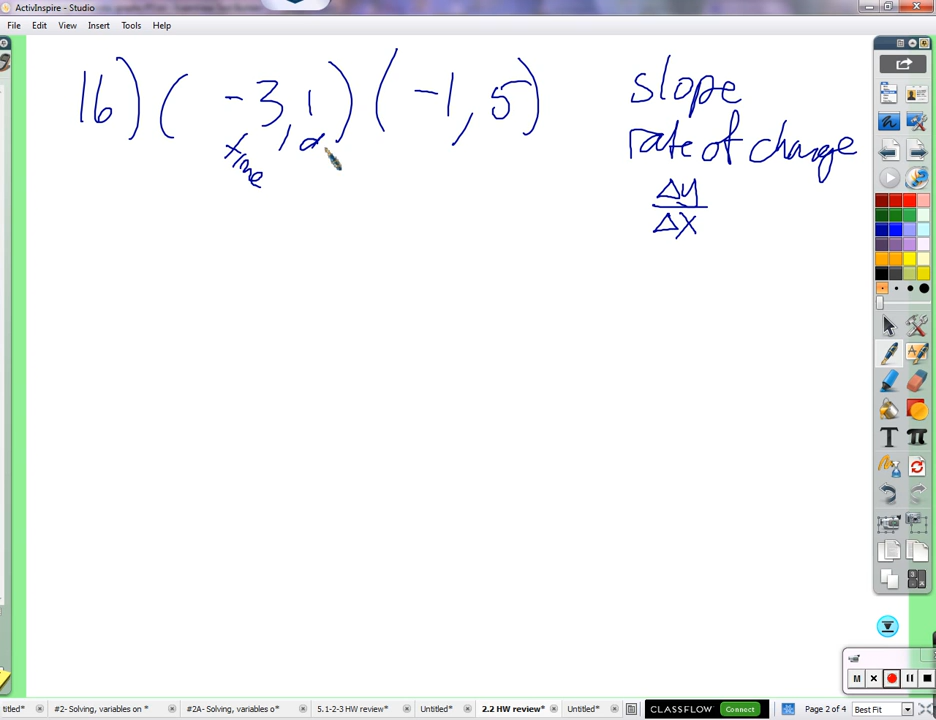 ActivInspire - Studio
File Edit View Insert Tools Help
16) ( -3, 1 ) ( -1, 5 )
time
slope
rate of change
Δy
Δx
titled* #2- Solving, variables on * #2A- Solving, variables o* 5.1-2-3 HW review* Untitled* 2.2 HW review* Untitled* CLASSFLOW Connect Page 2 of 4 Best Fit
M